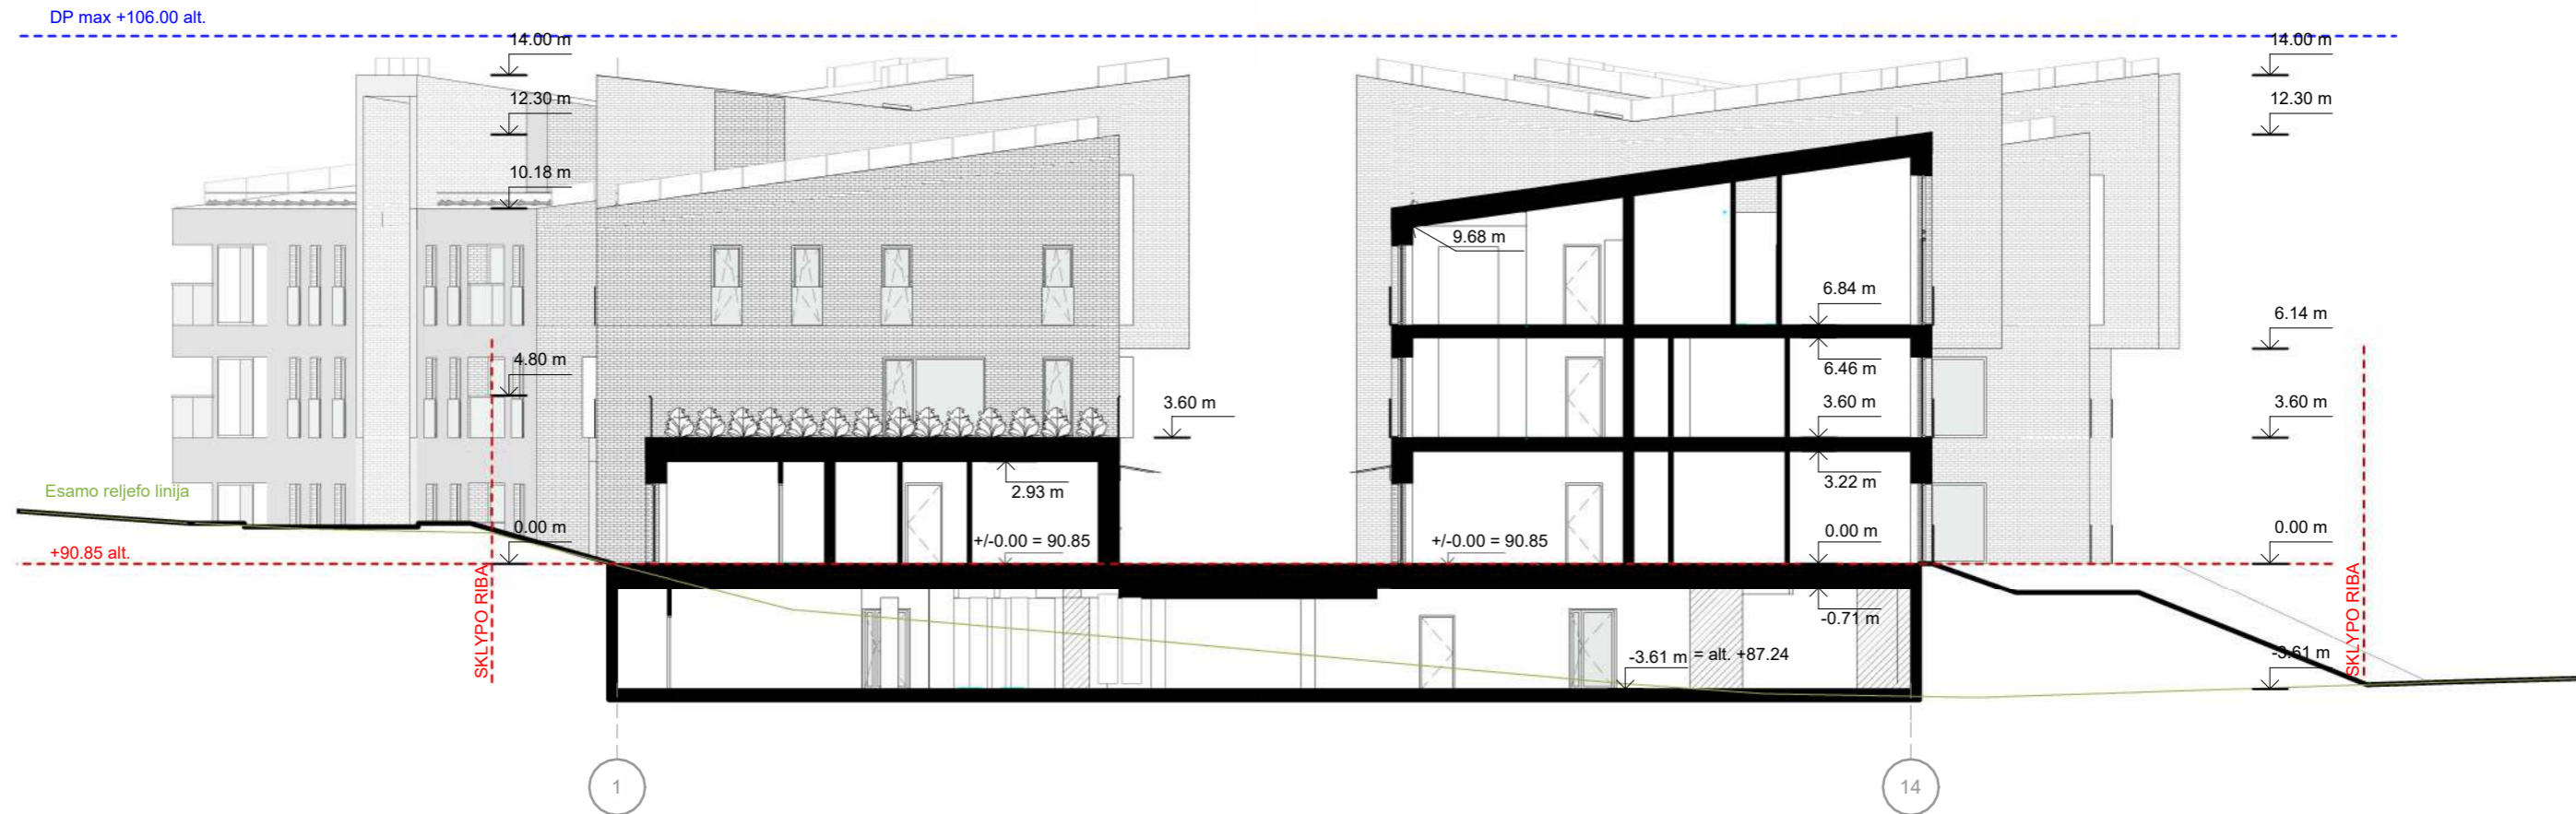 DP max +106.00 alt.
14.00 m
14.00 m
12.30 m
12.30 m
10.18 m
9.68 m
6.84 m
6.14 m
4.80 m
6.46 m
3.60 m
3.60 m
3.60 m
Esamo reljefo linija
2.93 m
3.22 m
0.00 m
+/-0.00 = 90.85
+/-0.00 = 90.85
0.00 m
0.00 m
+90.85 alt.
SKLYPO RIBA
SKLYPO RIBA
-0.71 m
-3.61 m = alt. +87.24
-3.61 m
1
14